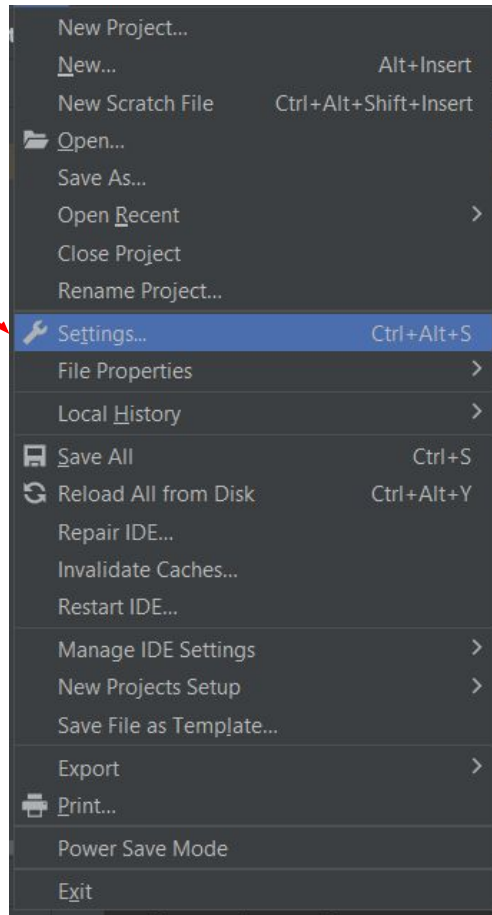 New Project...
New... Alt+Insert
New Scratch File Ctrl+Alt+Shift+Insert
Open...
Save As...
Open Recent
Close Project
Rename Project...
Settings... Ctrl+Alt+S
File Properties
Local History
Save All Ctrl+S
Reload All from Disk Ctrl+Alt+Y
Repair IDE...
Invalidate Caches...
Restart IDE...
Manage IDE Settings
New Projects Setup
Save File as Template...
Export
Print...
Power Save Mode
Exit